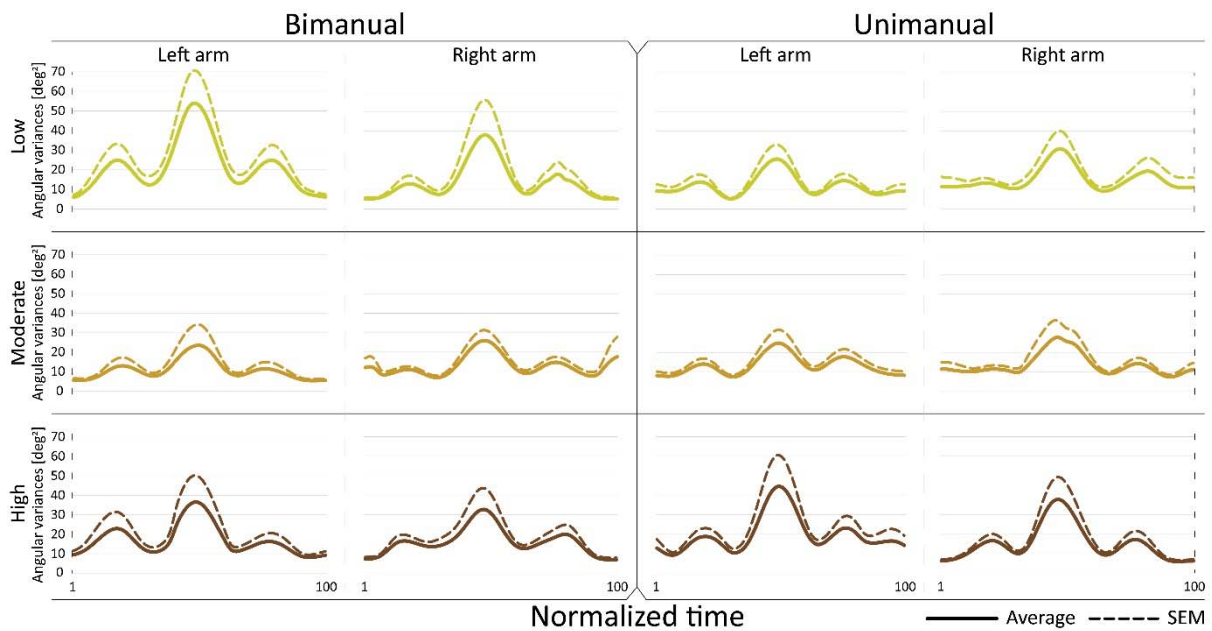 Bimanual Unimanual
Left arm Right arm Left arm Right arm
Low
Angular variances [deg²]
70
60
50
40
30
20
10
0
Moderate
Angular variances [deg²]
70
60
50
40
30
20
10
0
High
Angular variances [deg²]
70
60
50
40
30
20
10
0
1 100 1 100 1 100 1 100
Normalized time
Average SEM